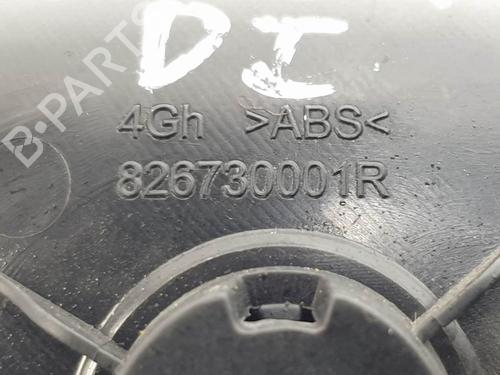 B-PARTS
DI
4Gh >ABS<
826730001R